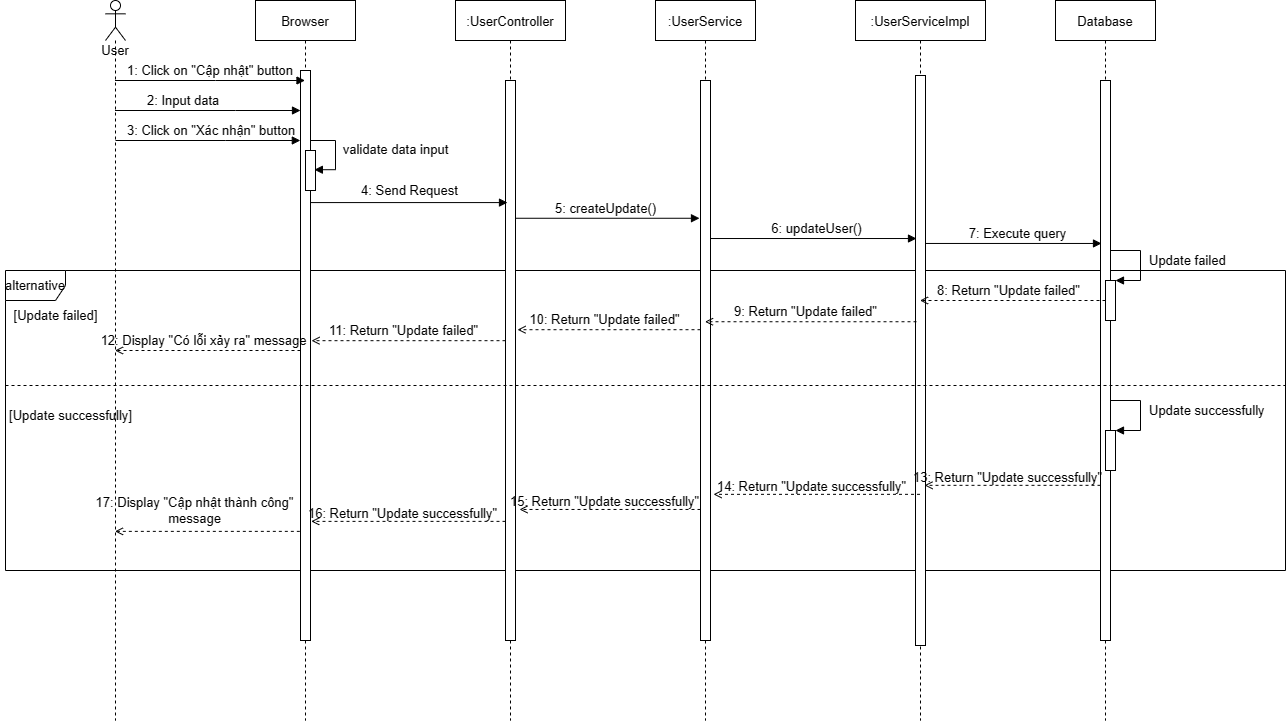 Browser
:UserController
:UserService
:UserServiceImpl
Database
User
1: Click on "Cập nhật" button
2: Input data
3: Click on "Xác nhận" button
validate data input
4: Send Request
5: createUpdate()
6: updateUser()
7: Execute query
Update failed
alternative
[Update failed]
8: Return "Update failed"
9: Return "Update failed"
10: Return "Update failed"
11: Return "Update failed"
12: Display "Có lỗi xảy ra" message
[Update successfully]
Update successfully
13: Return "Update successfully"
14: Return "Update successfully"
15: Return "Update successfully"
16: Return "Update successfully"
17: Display "Cập nhật thành công"
message